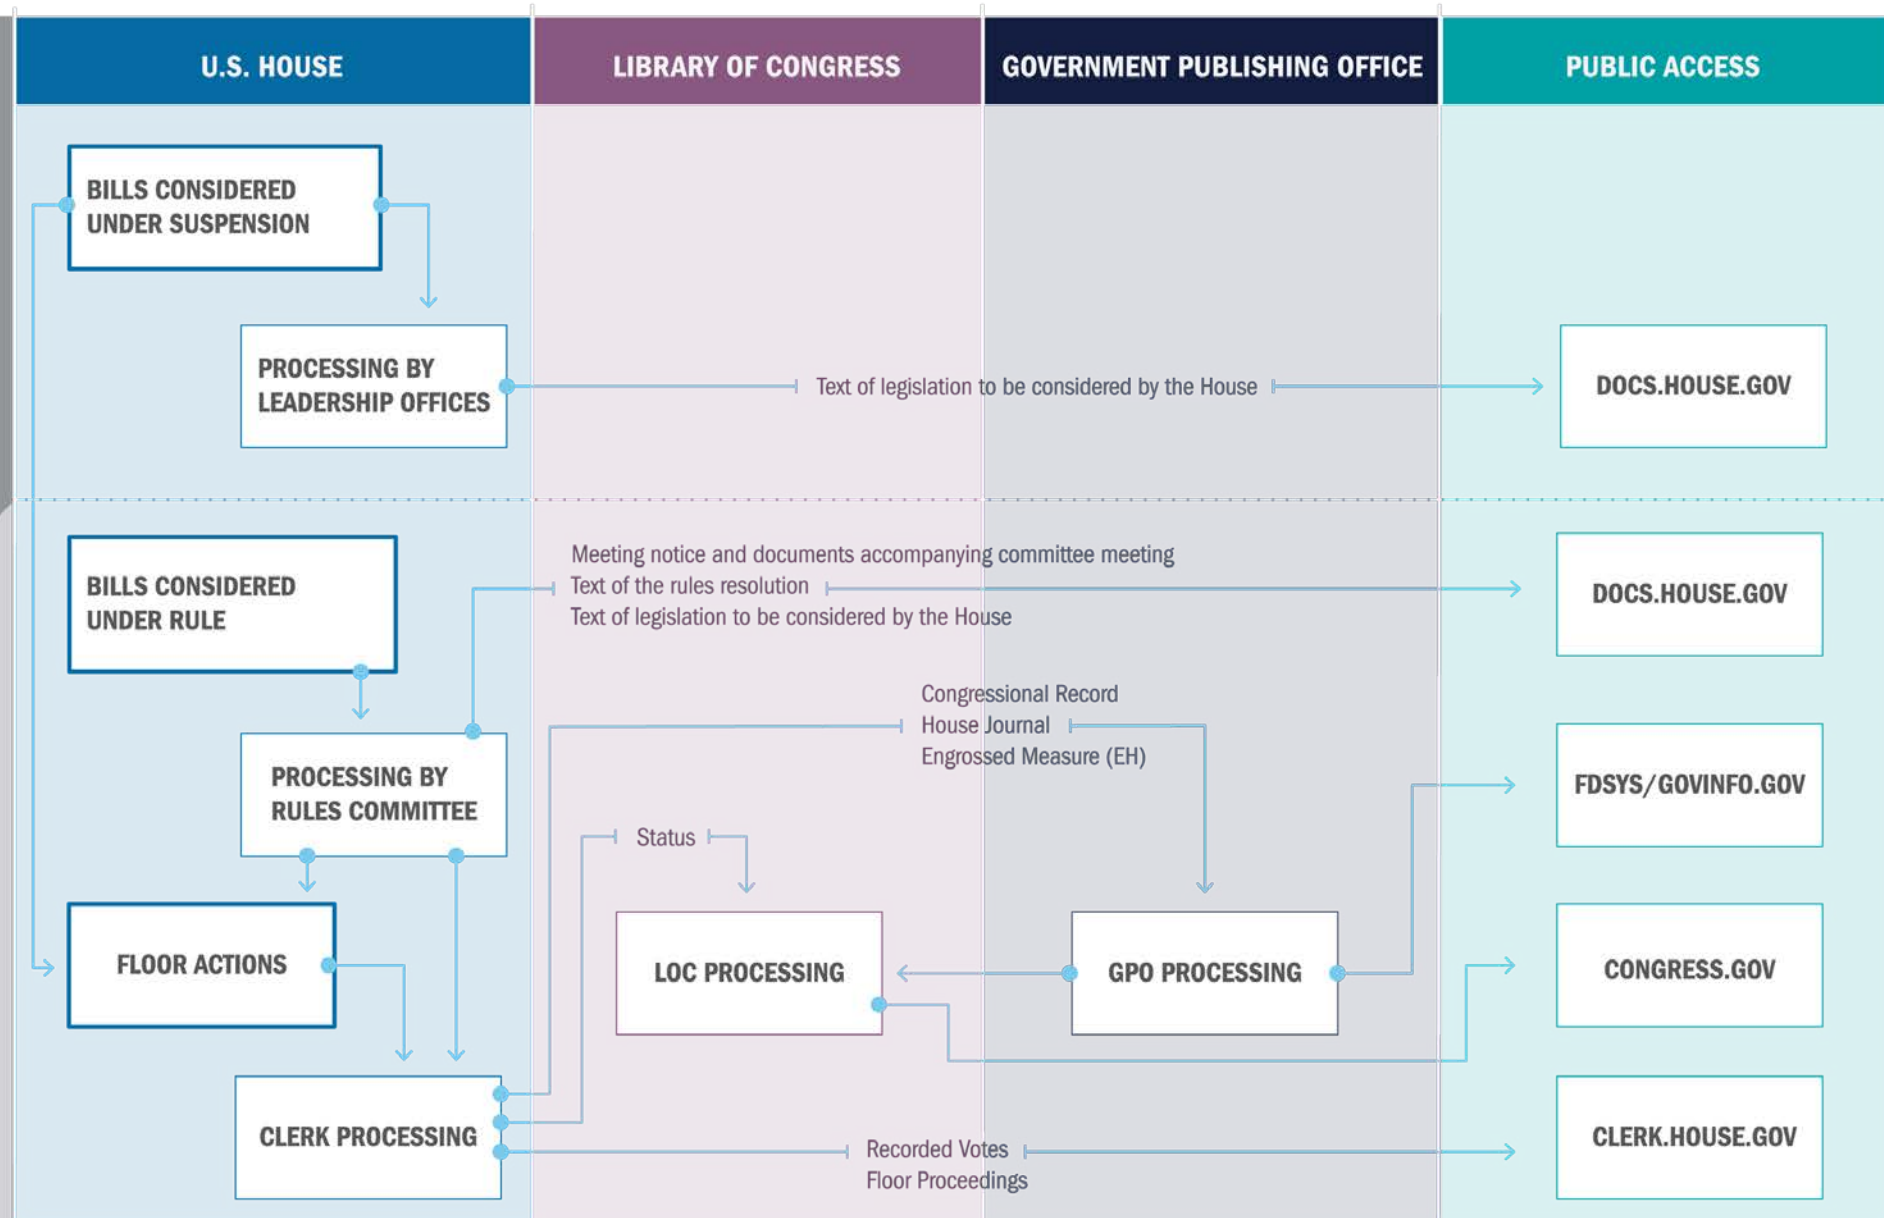 U.S. HOUSE
LIBRARY OF CONGRESS
GOVERNMENT PUBLISHING OFFICE
PUBLIC ACCESS
BILLS CONSIDERED
UNDER SUSPENSION
PROCESSING BY
LEADERSHIP OFFICES
Text of legislation to be considered by the House
DOCS.HOUSE.GOV
BILLS CONSIDERED
UNDER RULE
Meeting notice and documents accompanying committee meeting
Text of the rules resolution
Text of legislation to be considered by the House
DOCS.HOUSE.GOV
PROCESSING BY
RULES COMMITTEE
Congressional Record
House Journal
Engrossed Measure (EH)
FDSYS/GOVINFO.GOV
Status
FLOOR ACTIONS
LOC PROCESSING
GPO PROCESSING
CONGRESS.GOV
CLERK PROCESSING
Recorded Votes
Floor Proceedings
CLERK.HOUSE.GOV